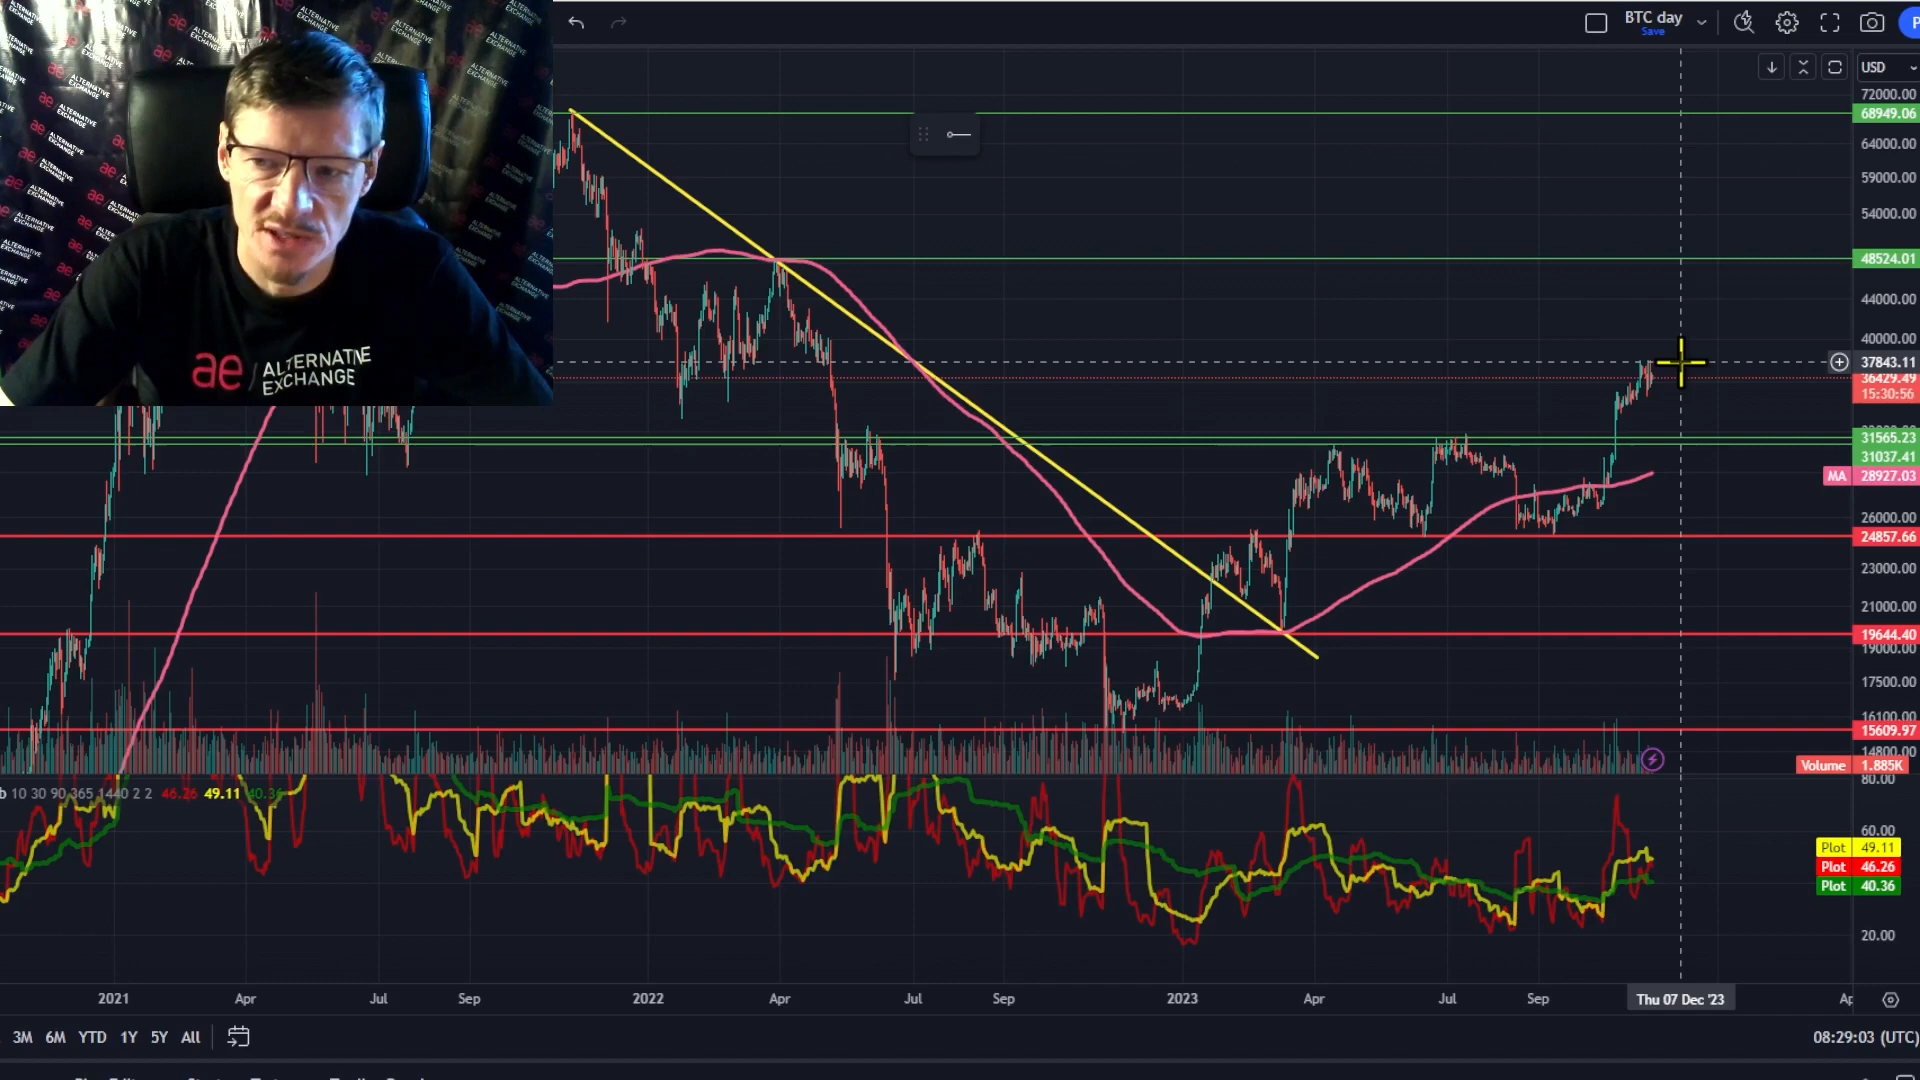 BTC day
Save
USD
72000.00
68949.06
64000.00
59000.00
54000.00
48524.01
44000.00
40000.00
37843.11
36429.49
15:30:56
31565.23
31037.41
MA 28927.03
26000.00
24857.66
23000.00
21000.00
19644.40
19000.00
17500.00
16100.00
15609.97
14800.00
Volume 1.885K
80.00
60.00
Plot 49.11
Plot 46.26
Plot 40.36
20.00
ae / ALTERNATIVE
EXCHANGE
b 10 30 90 365 1440 2 2 46.26 49.11 40.36
2021 Apr Jul Sep 2022 Apr Jul Sep 2023 Apr Jul Sep Thu 07 Dec '23
3M 6M YTD 1Y 5Y All
08:29:03 (UTC)